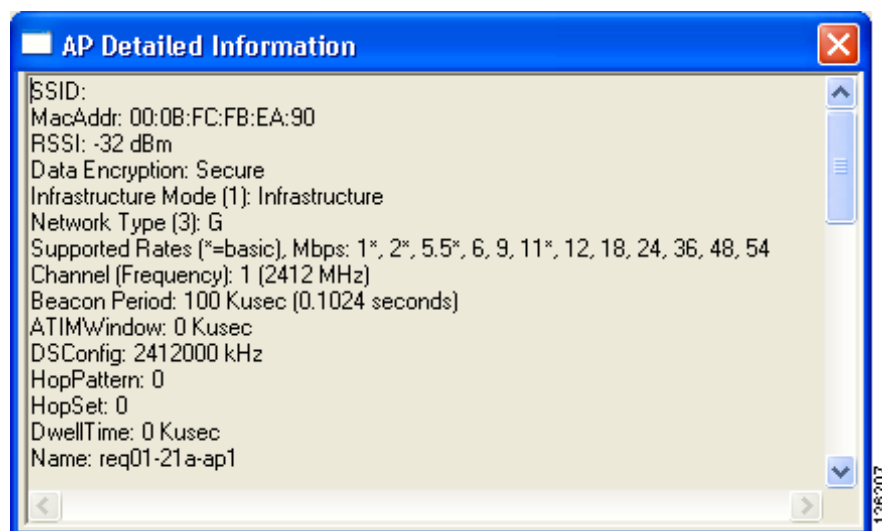 AP Detailed Information
SSID:
MacAddr: 00:0B:FC:FB:EA:90
RSSI: -32 dBm
Data Encryption: Secure
Infrastructure Mode (1): Infrastructure
Network Type (3): G
Supported Rates (*=basic), Mbps: 1*, 2*, 5.5*, 6, 9, 11*, 12, 18, 24, 36, 48, 54
Channel (Frequency): 1 (2412 MHz)
Beacon Period: 100 Kusec (0.1024 seconds)
ATIMWindow: 0 Kusec
DSConfig: 2412000 kHz
HopPattern: 0
HopSet: 0
DwellTime: 0 Kusec
Name: req01-21a-ap1